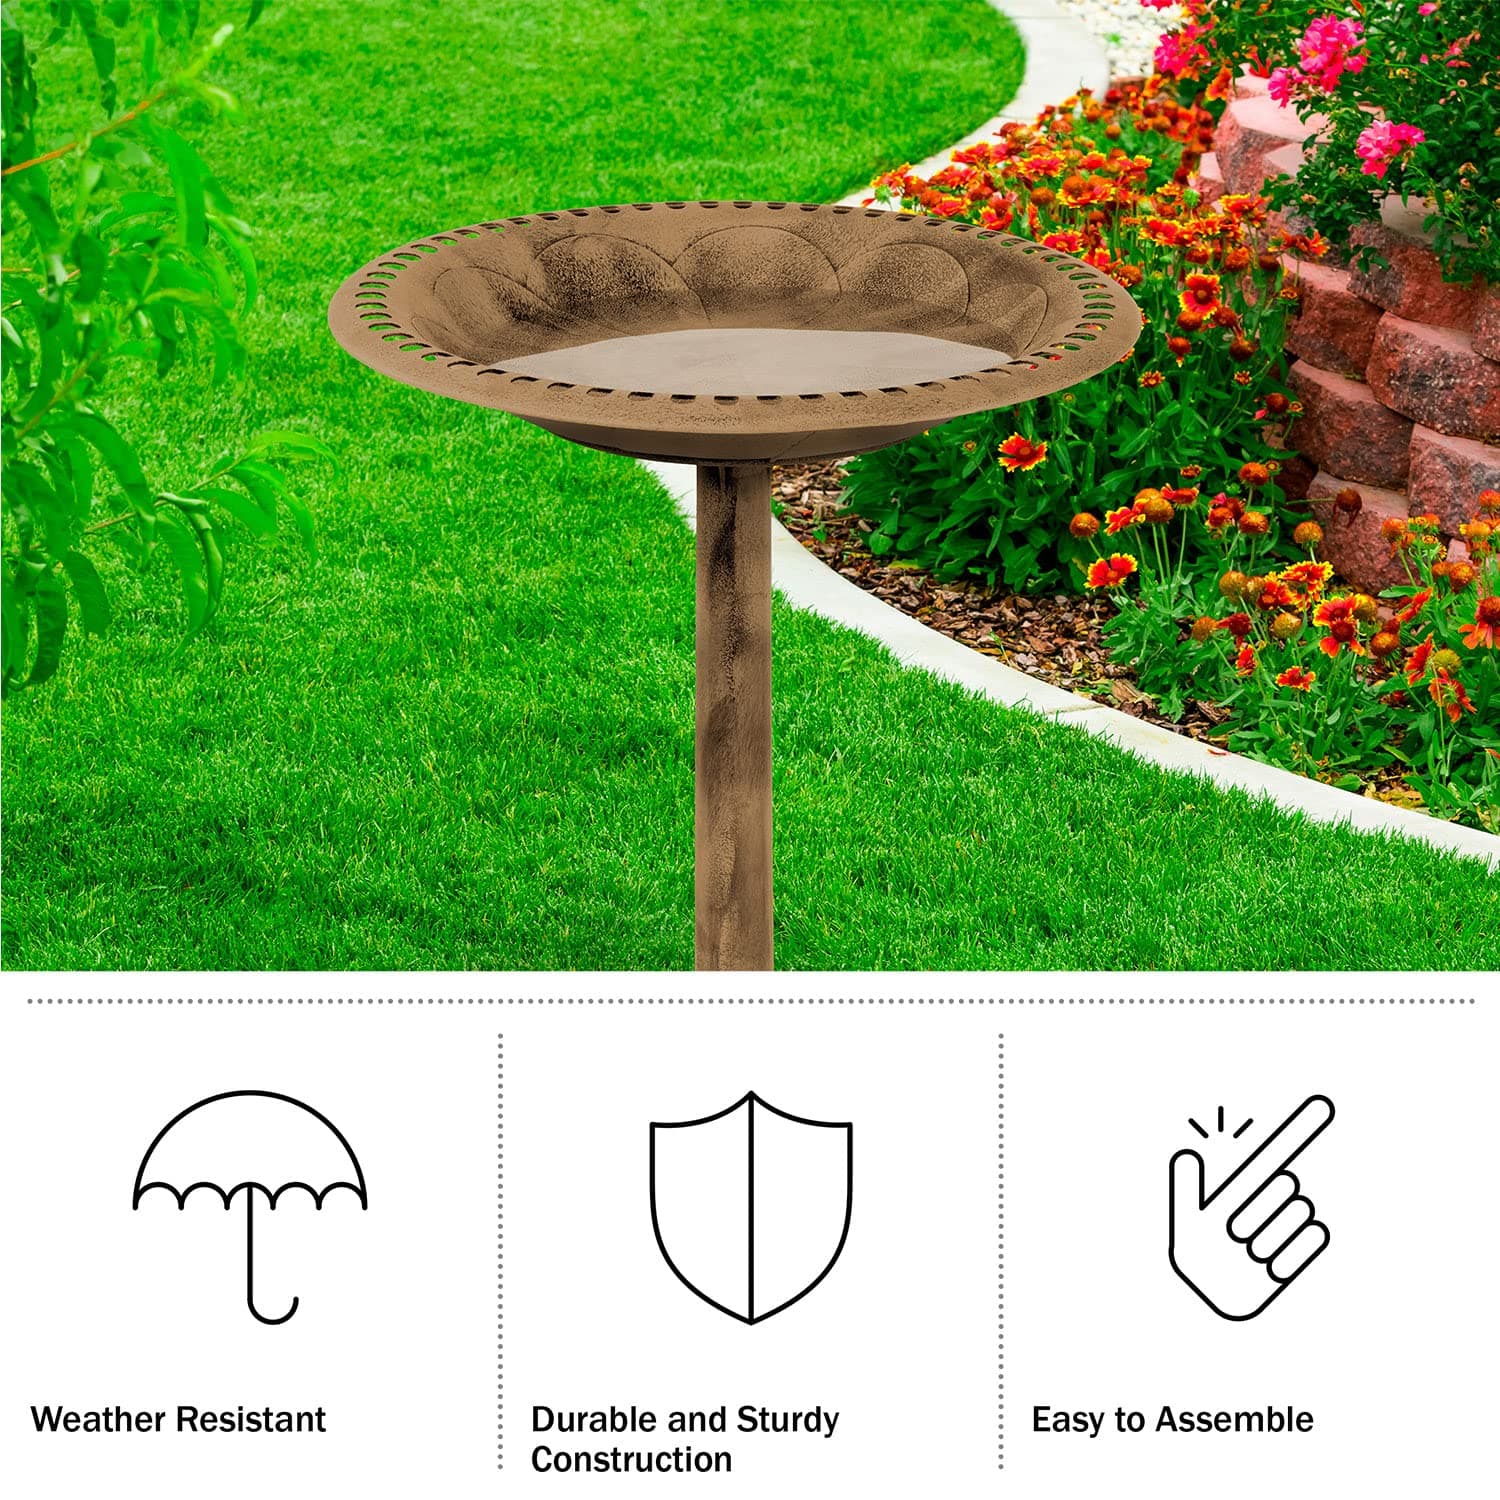 Weather Resistant
Durable and Sturdy
Construction
Easy to Assemble